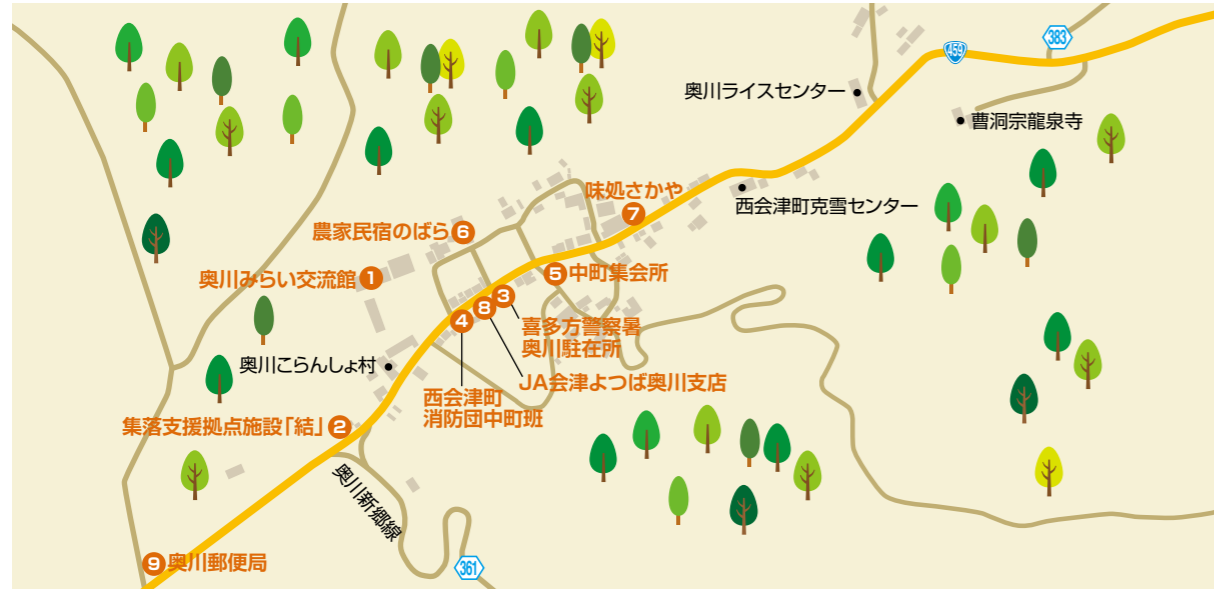 383
459
奥川ライスセンター
曹洞宗龍泉寺
味処さかや
7
西会津町克雪センター
農家民宿のばら 6
5 中町集会所
奥川みらい交流館 1
3
8
4
喜多方警察署
奥川駐在所
奥川こらんしょ村
JA会津よつば奥川支店
西会津町
消防団中町班
集落支援拠点施設「結」 2
奥川新郷線
9 奥川郵便局
361